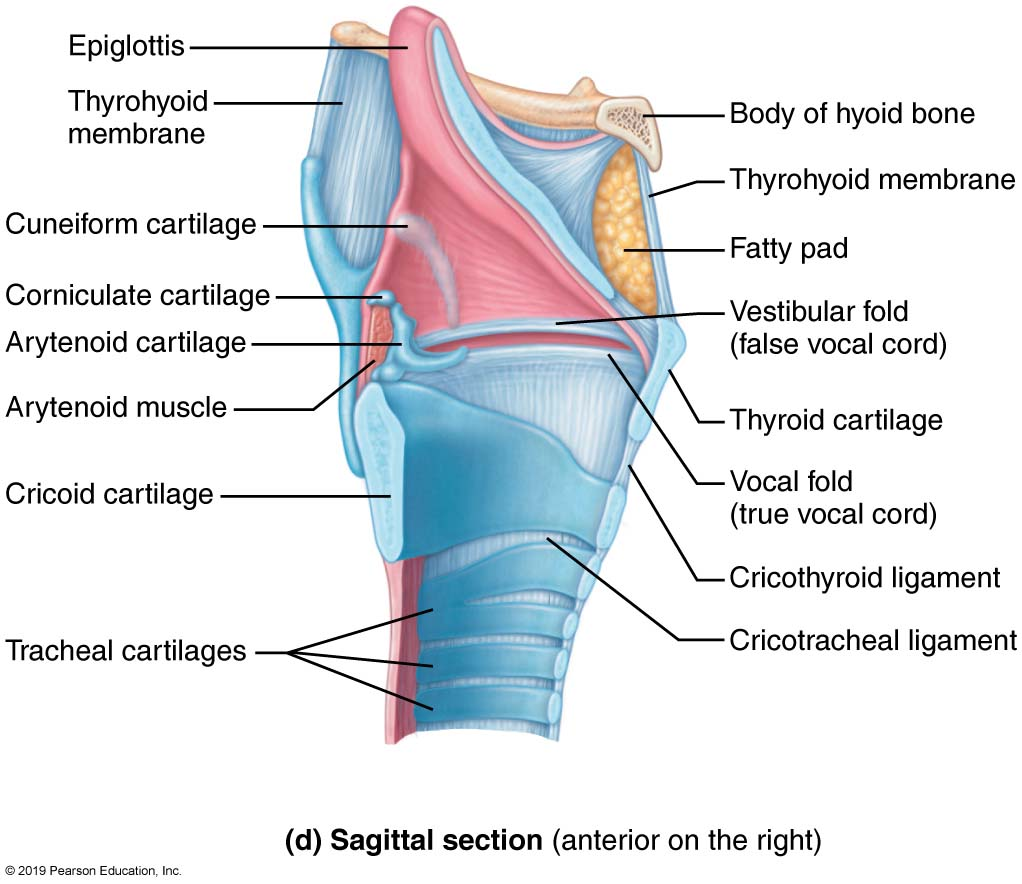 Epiglottis
Thyrohyoid
membrane
Cuneiform cartilage
Corniculate cartilage
Arytenoid cartilage
Arytenoid muscle
Cricoid cartilage
Tracheal cartilages
Body of hyoid bone
Thyrohyoid membrane
Fatty pad
Vestibular fold
(false vocal cord)
Thyroid cartilage
Vocal fold
(true vocal cord)
Cricothyroid ligament
Cricotracheal ligament
(d) Sagittal section (anterior on the right)
© 2019 Pearson Education, Inc.